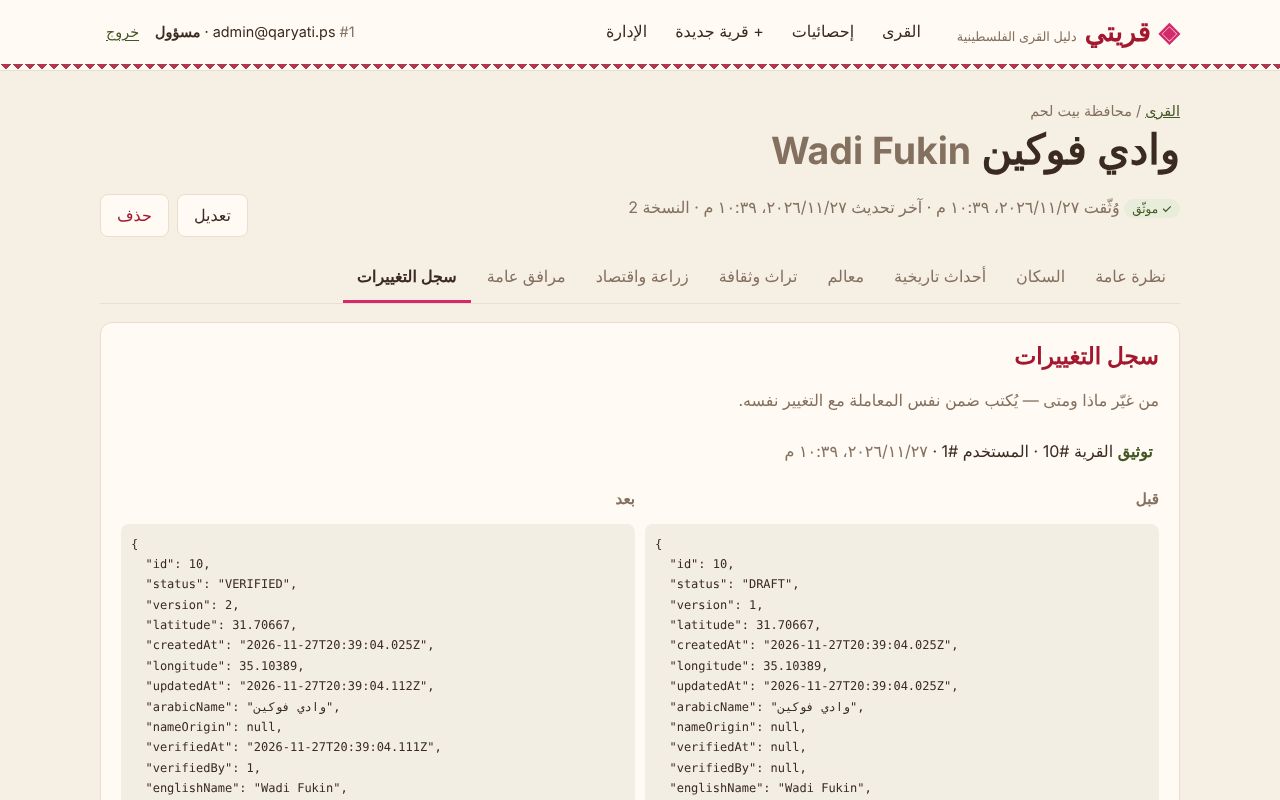 قريتي دليل القرى الفلسطينية
القرى إحصائيات + قرية جديدة الإدارة
admin@qaryati.ps #1 · مسؤول خروج
القرى / محافظة بيت لحم
وادي فوكين Wadi Fukin
✓ موثّق وُثّقت ٢٠٢٦/١١/٢٧، ١٠:٣٩ م · آخر تحديث ٢٠٢٦/١١/٢٧، ١٠:٣٩ م · النسخة 2
تعديل حذف
نظرة عامة السكان أحداث تاريخية معالم تراث وثقافة زراعة واقتصاد مرافق عامة سجل التغييرات
سجل التغييرات
من غيّر ماذا ومتى — يُكتب ضمن نفس المعاملة مع التغيير نفسه.
توثيق القرية #10 · المستخدم #1 · ٢٠٢٦/١١/٢٧، ١٠:٣٩ م
قبل
{
"id": 10,
"status": "DRAFT",
"version": 1,
"latitude": 31.70667,
"createdAt": "2026-11-27T20:39:04.025Z",
"longitude": 35.10389,
"updatedAt": "2026-11-27T20:39:04.025Z",
"arabicName": "وادي فوكين",
"nameOrigin": null,
"verifiedAt": null,
"verifiedBy": null,
"englishName": "Wadi Fukin",
بعد
{
"id": 10,
"status": "VERIFIED",
"version": 2,
"latitude": 31.70667,
"createdAt": "2026-11-27T20:39:04.025Z",
"longitude": 35.10389,
"updatedAt": "2026-11-27T20:39:04.112Z",
"arabicName": "وادي فوكين",
"nameOrigin": null,
"verifiedAt": "2026-11-27T20:39:04.111Z",
"verifiedBy": 1,
"englishName": "Wadi Fukin",